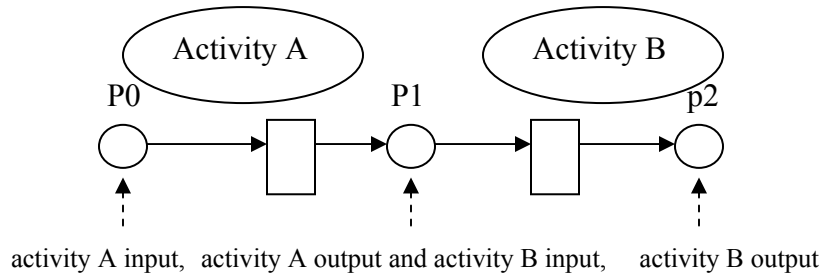 Activity A Activity B
P0 P1 p2
activity A input, activity A output and activity B input, activity B output